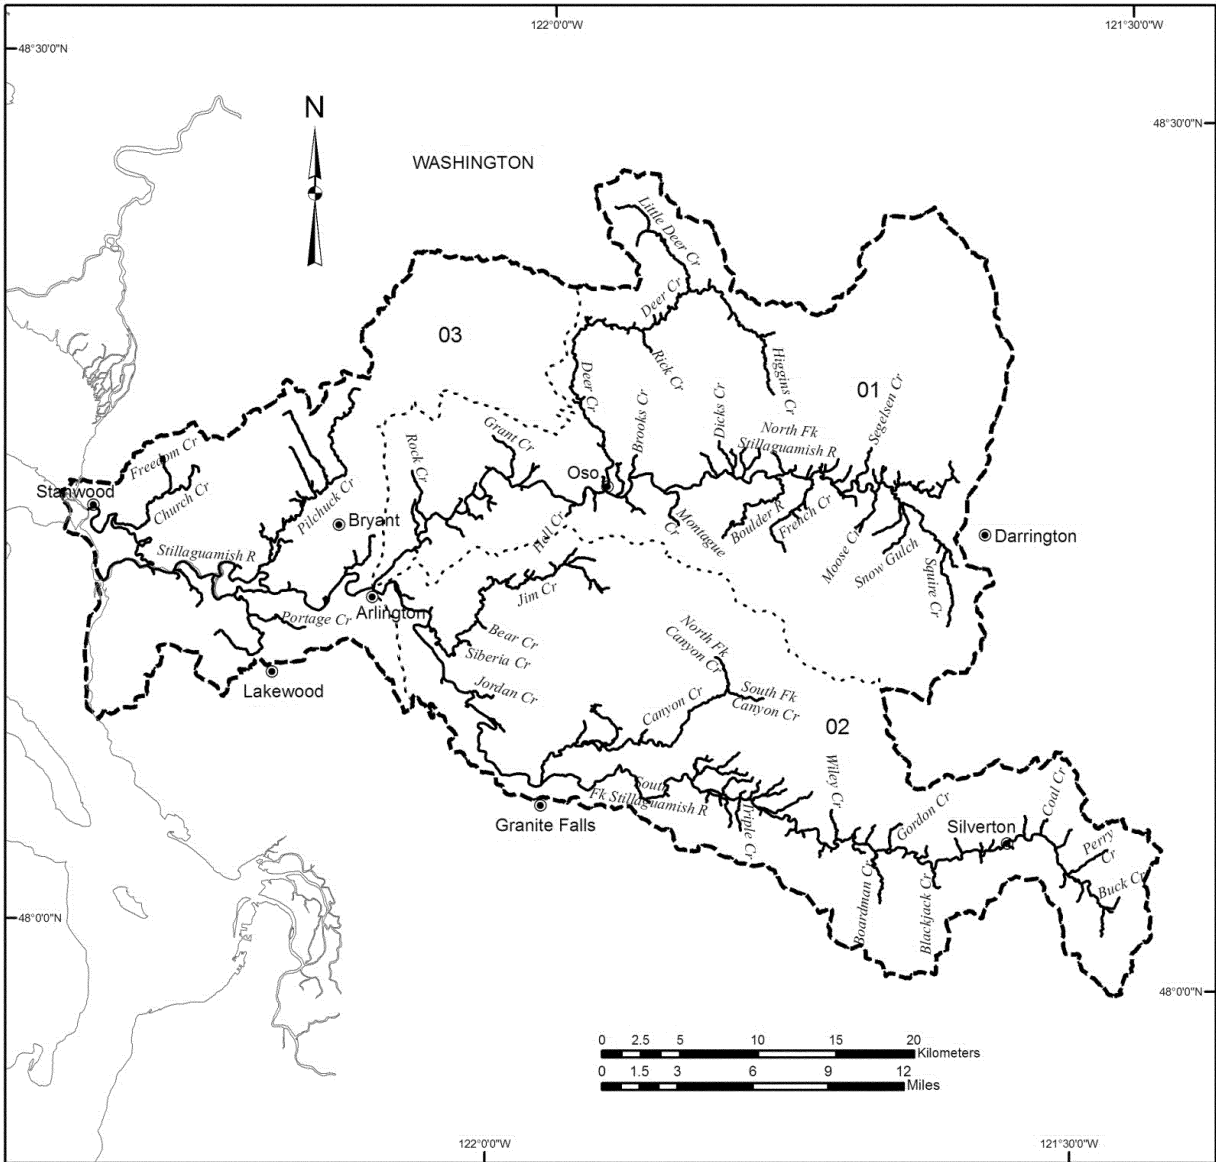 122°0'0"W
121°30'0"W
48°30'0"N
48°30'0"N
N
WASHINGTON
Little Deer Cr
Deer Cr
03
Rick Cr
Higgins Cr
01
Deer Cr
Brooks Cr
Dicks Cr
Segelsen Cr
North Fk
Stillaguamish R
Grant Cr
Rock Cr
Freedom Cr
Oso
Stanwood
Church Cr
Pilchuck Cr
Bryant
Hell Cr
Montague
Cr
Boulder R
French Cr
Moose Cr
Snow Gulch
Squire Cr
Darrington
Stillaguamish R
Jim Cr
Arlington
Portage Cr
Bear Cr
Siberia Cr
North Fk
Canyon Cr
Lakewood
Jordan Cr
Canyon Cr
South Fk
Canyon Cr
02
Wiley Cr
South
Fk Stillaguamish R
Granite Falls
Triple Cr
Gordon Cr
Silverton
Coal Cr
Perry
Cr
Buck Cr
Boardman Cr
Blackjack Cr
48°0'0"N
48°0'0"N
0 2.5 5 10 15 20
Kilometers
0 1.5 3 6 9 12
Miles
122°0'0"W
121°30'0"W